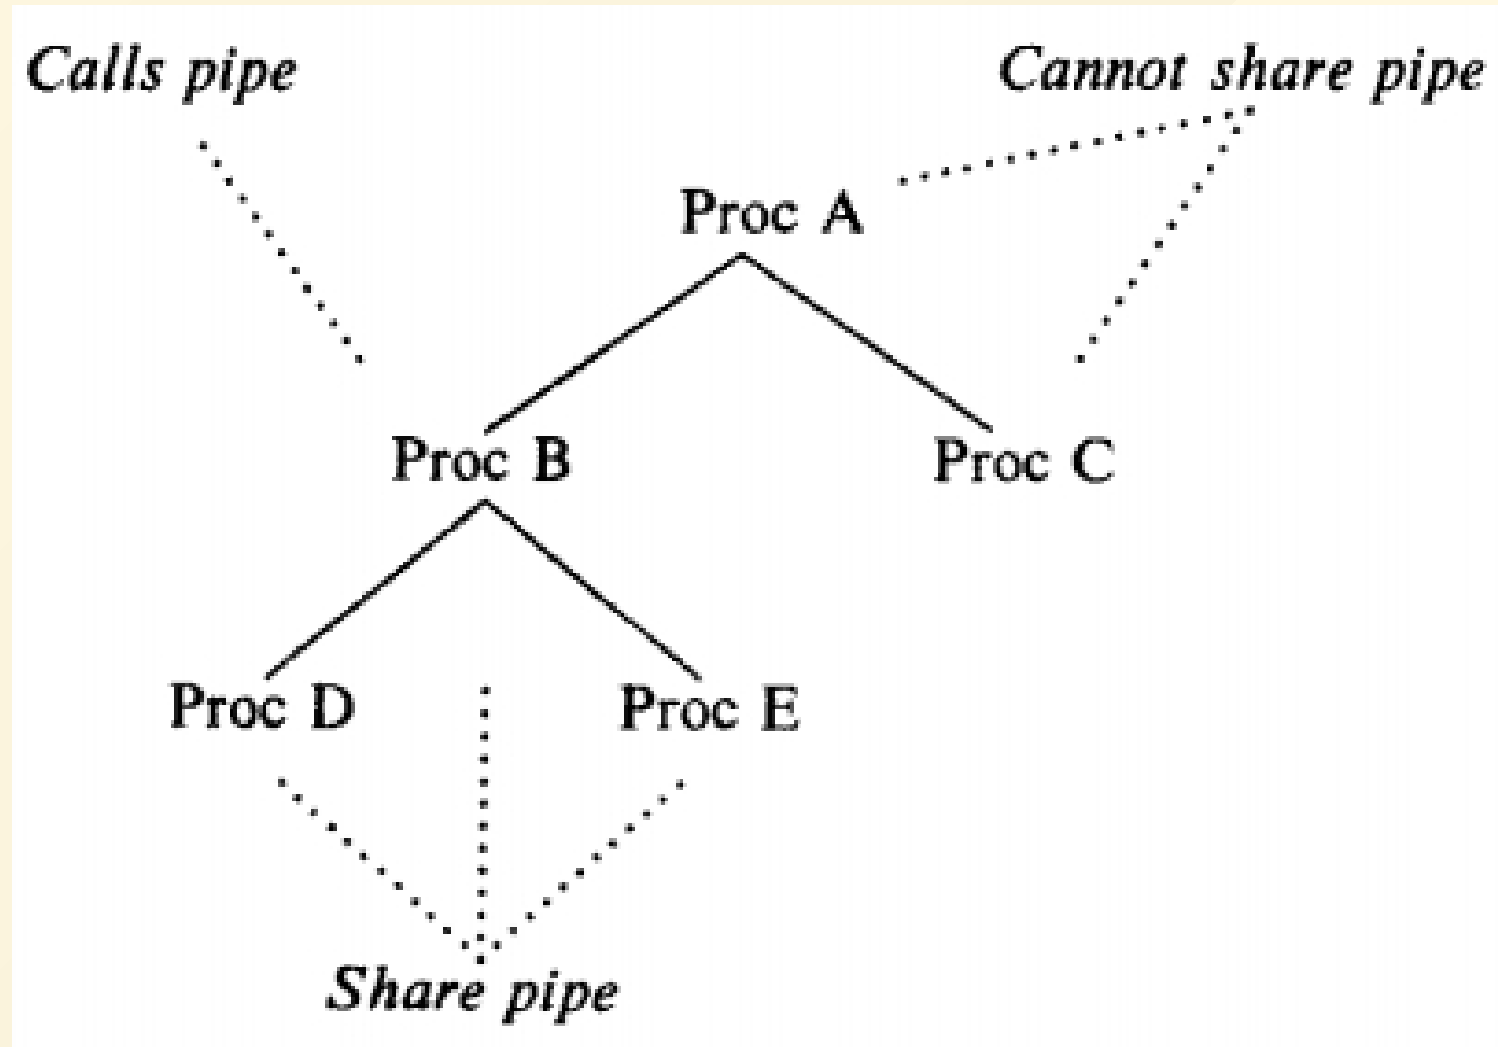 Calls pipe
Cannot share pipe
Proc A
Proc B
Proc C
Proc D
Proc E
Share pipe